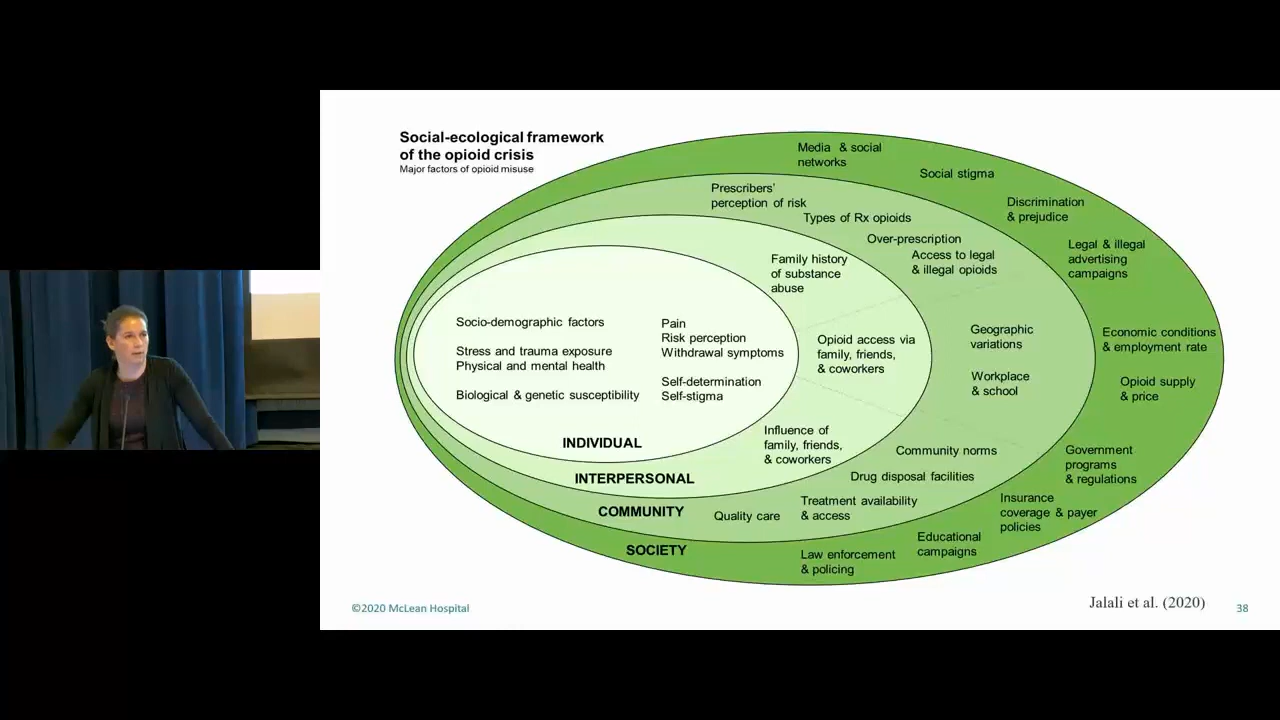 Social-ecological framework
of the opioid crisis
Major factors of opioid misuse
Media & social
networks
Social stigma
Discrimination
& prejudice
Legal & illegal
advertising
campaigns
Economic conditions
& employment rate
Opioid supply
& price
Government
programs
& regulations
Insurance
coverage & payer
policies
Educational
campaigns
Law enforcement
& policing
SOCIETY
Prescribers'
perception of risk
Types of Rx opioids
Over-prescription
Access to legal
& illegal opioids
Geographic
variations
Workplace
& school
Community norms
Drug disposal facilities
Treatment availability
& access
Quality care
COMMUNITY
Family history
of substance
abuse
Opioid access via
family, friends,
& coworkers
Influence of
family, friends,
& coworkers
INTERPERSONAL
Socio-demographic factors
Stress and trauma exposure
Physical and mental health
Biological & genetic susceptibility
Pain
Risk perception
Withdrawal symptoms
Self-determination
Self-stigma
INDIVIDUAL
©2020 McLean Hospital
Jalali et al. (2020)
38